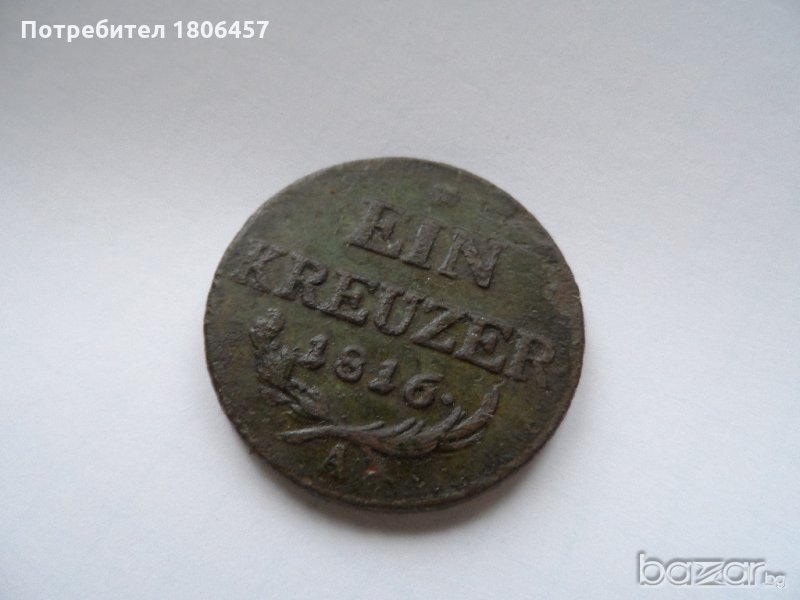 Потребител 1806457
EIN
KREUZER
1816.
A
bazar.bg